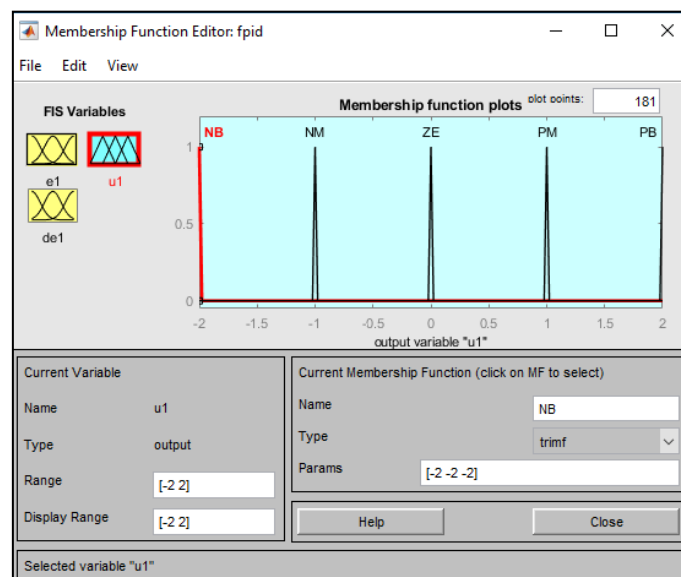 Membership Function Editor: fpid
File Edit View
FIS Variables
e1
u1
de1
Membership function plots
plot points:
181
NB NM ZE PM PB
1
0.5
0
-2 -1.5 -1 -0.5 0 0.5 1 1.5 2
output variable "u1"
Current Variable
Name u1
Type output
Range [-2 2]
Display Range [-2 2]
Current Membership Function (click on MF to select)
Name NB
Type trimf
Params [-2 -2 -2]
Help Close
Selected variable "u1"